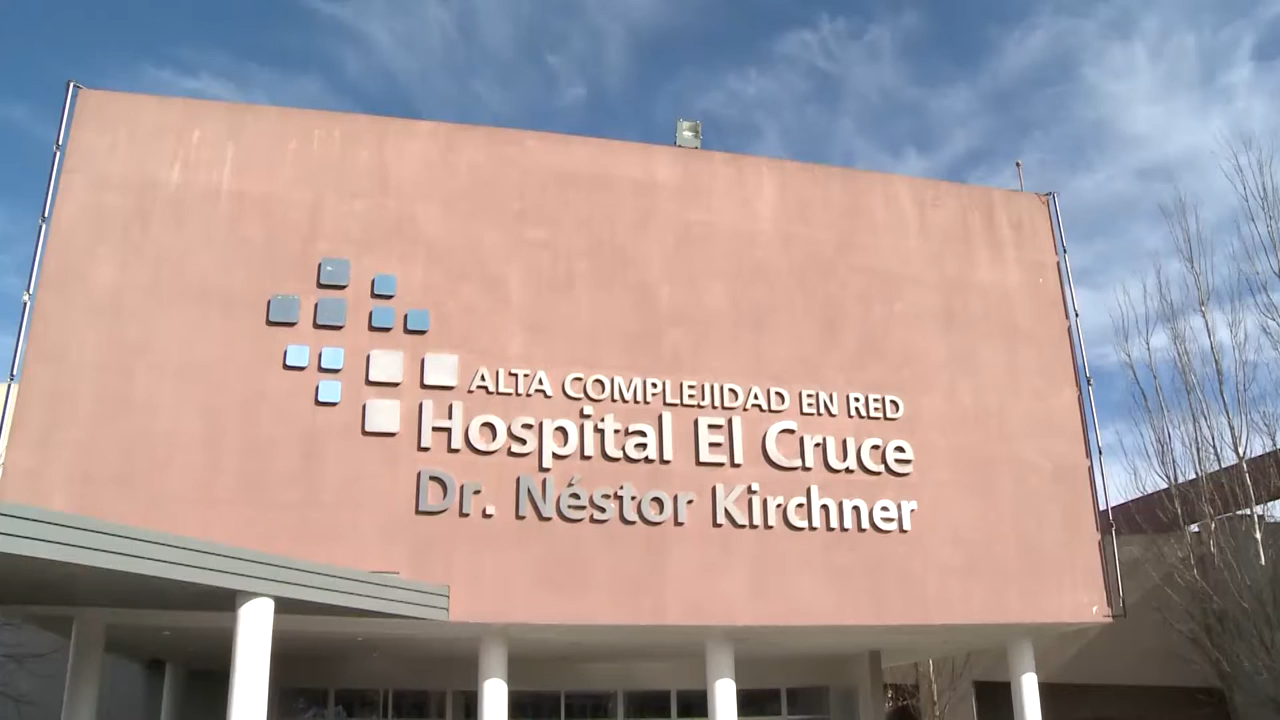 ALTA COMPLEJIDAD EN RED
Hospital El Cruce
Dr. Néstor Kirchner